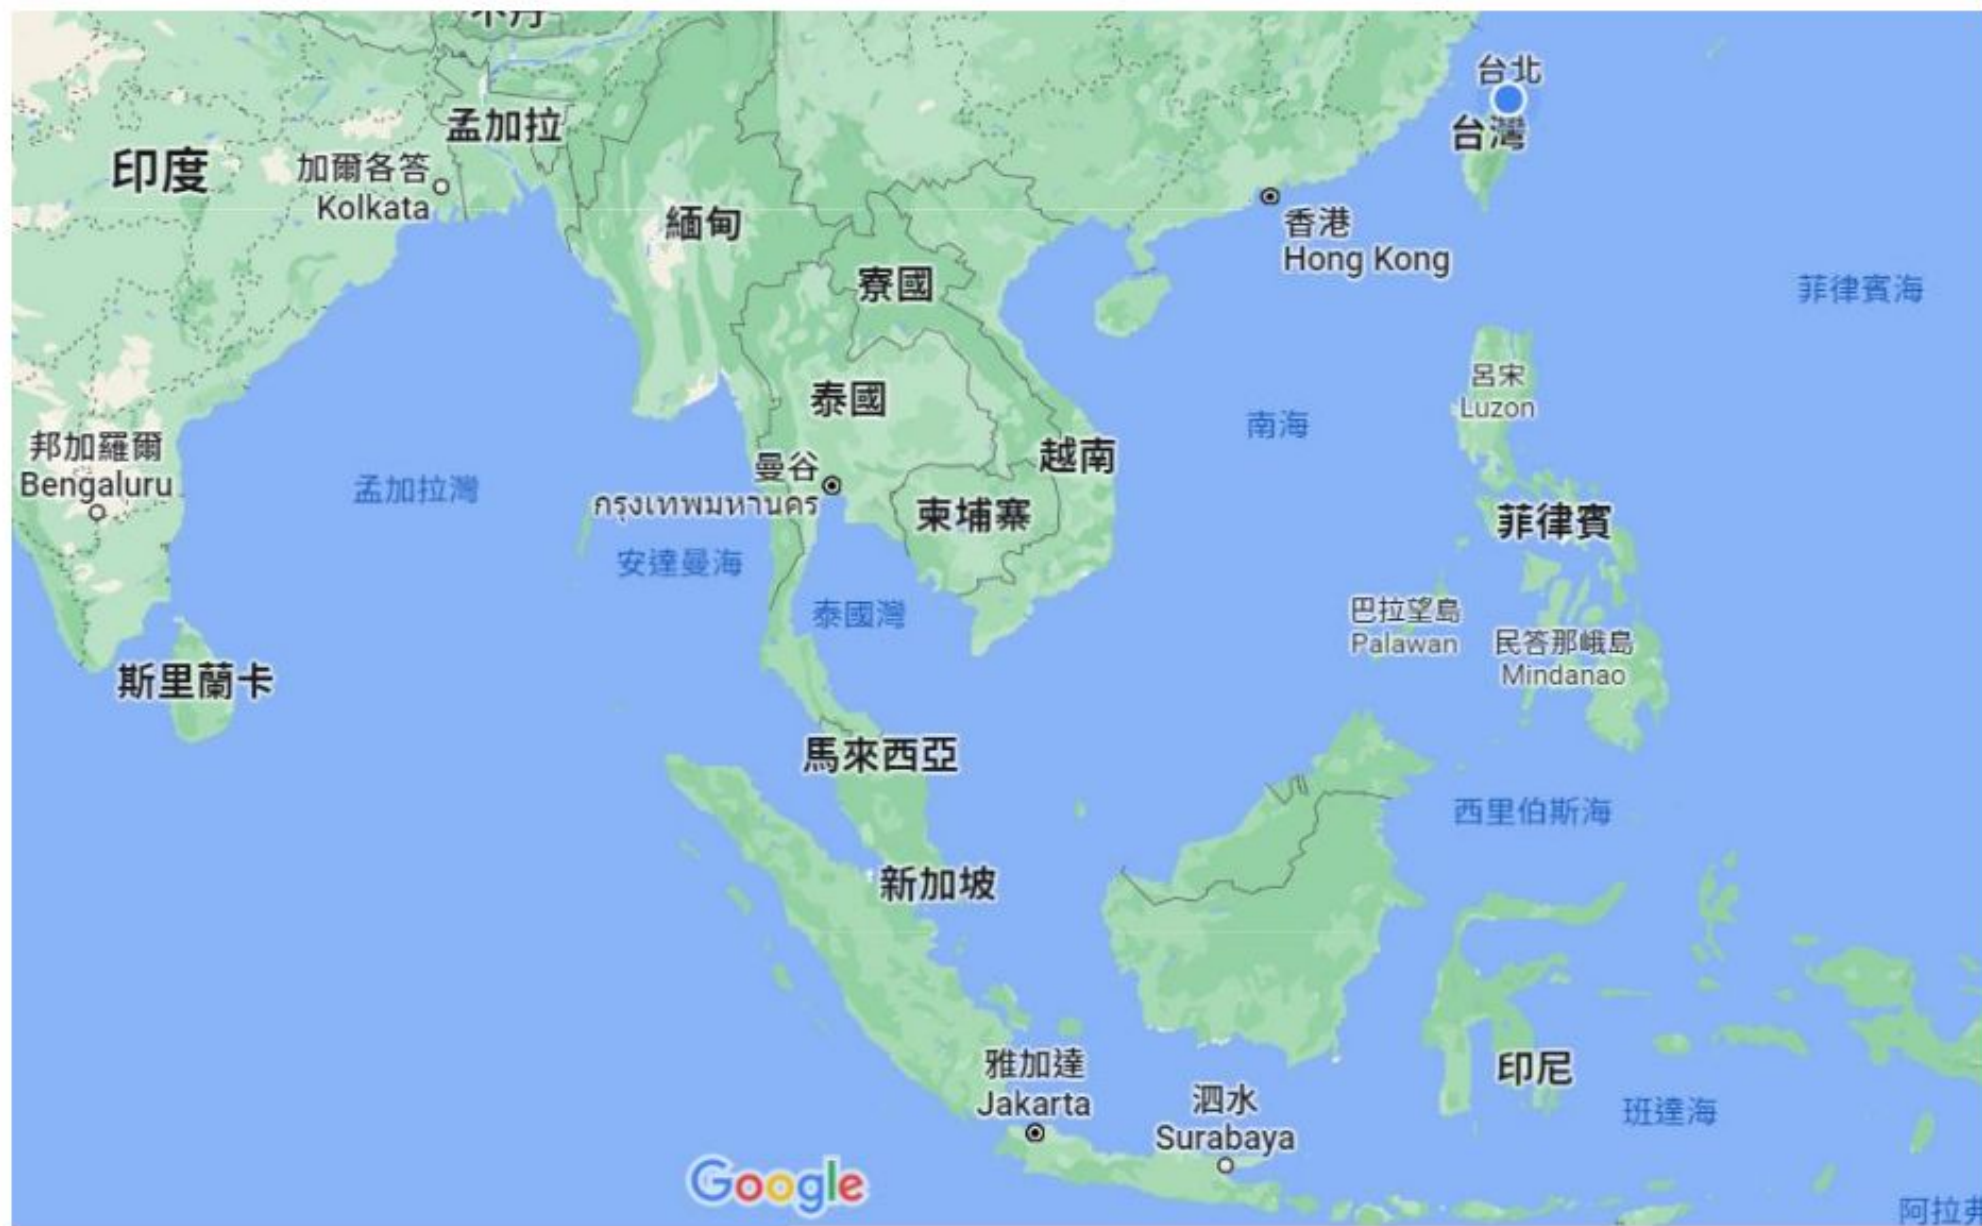 不丹
台北
孟加拉
台灣
印度
加爾各答
Kolkata
緬甸
香港
Hong Kong
寮國
菲律賓海
呂宋
Luzon
泰國
南海
邦加羅爾
Bengaluru
越南
曼谷
กรุงเทพมหานคร
孟加拉灣
柬埔寨
菲律賓
安達曼海
泰國灣
巴拉望島
Palawan
民答那峨島
Mindanao
斯里蘭卡
馬來西亞
西里伯斯海
新加坡
雅加達
Jakarta
印尼
泗水
Surabaya
班達海
Google
阿拉弗